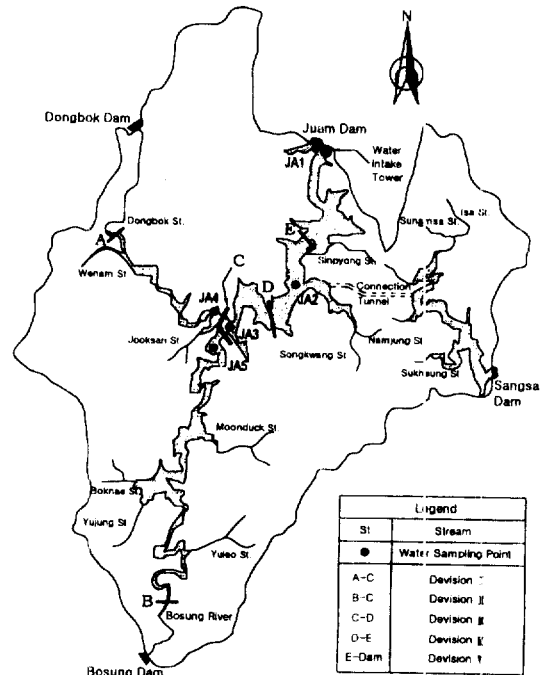 N
Dongbok Dam
Juam Dam
JA1
Water
Intake
Tower
Dongbok St.
A
Wenam St
Sunamsa St.
Isa St.
E
Sinpyong St.
C
D
Connection
Tunnel
JA4
JA2
Jooksan St
JA3
JA5
Songkwang St
Namjung St
Sukhsung St
Sangsa
Dam
Moonduck St.
Boknae St
Yujung St
Yuleo St
B
Bosung River
Bosung Dam
Legend
St Stream
Water Sampling Point
A-C Devision
B-C Devision
C-D Devision
D-E Devision
E-Dam Devision